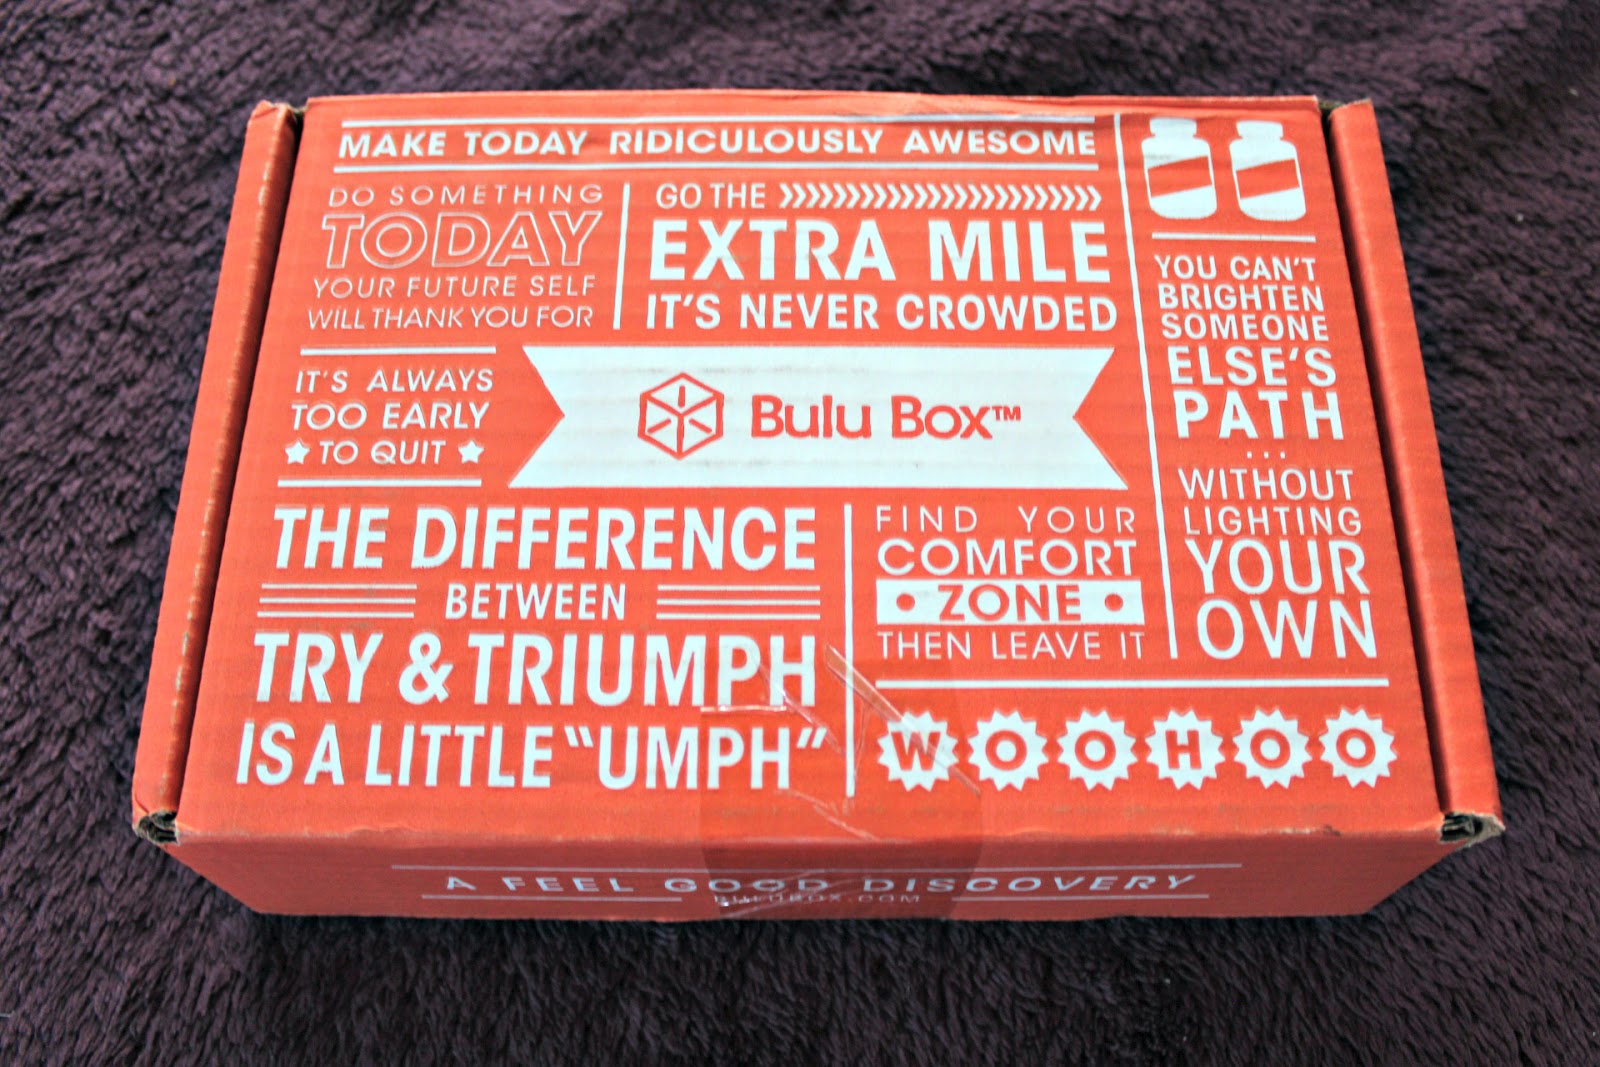 MAKE TODAY RIDICULOUSLY AWESOME
DO SOMETHING
TODAY
YOUR FUTURE SELF
WILL THANK YOU FOR
GO THE
EXTRA MILE
IT'S NEVER CROWDED
YOU CAN'T
BRIGHTEN
SOMEONE
ELSE'S
PATH
...
WITHOUT
LIGHTING
YOUR
OWN
IT'S ALWAYS
TOO EARLY
TO QUIT
Bulu Box™
THE DIFFERENCE
BETWEEN
TRY & TRIUMPH
IS A LITTLE "UMPH"
FIND YOUR
COMFORT
ZONE
THEN LEAVE IT
WOOHOO
A FEEL GOOD DISCOVERY
BULUBOX.COM